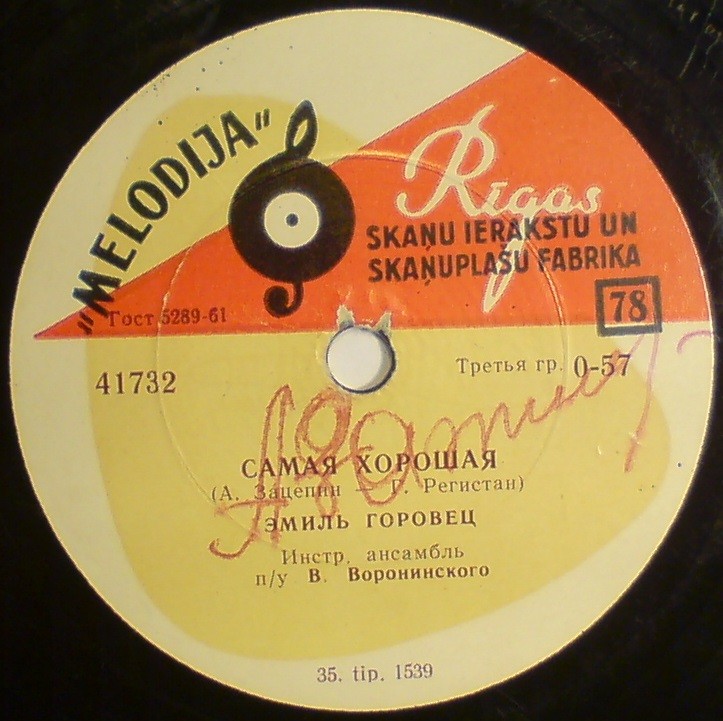 "MELODIJA"
Rīgas
SKAŅU IERAKSTU UN
SKAŅUPLAŠU FABRIKA
78
Гост 5289-61
41732
Третья гр. 0-57
САМАЯ ХОРОШАЯ
(А. Зацепин — Г. Регистан)
ЭМИЛЬ ГОРОВЕЦ
Инстр. ансамбль
п/у В. Воронинского
35. tip. 1539